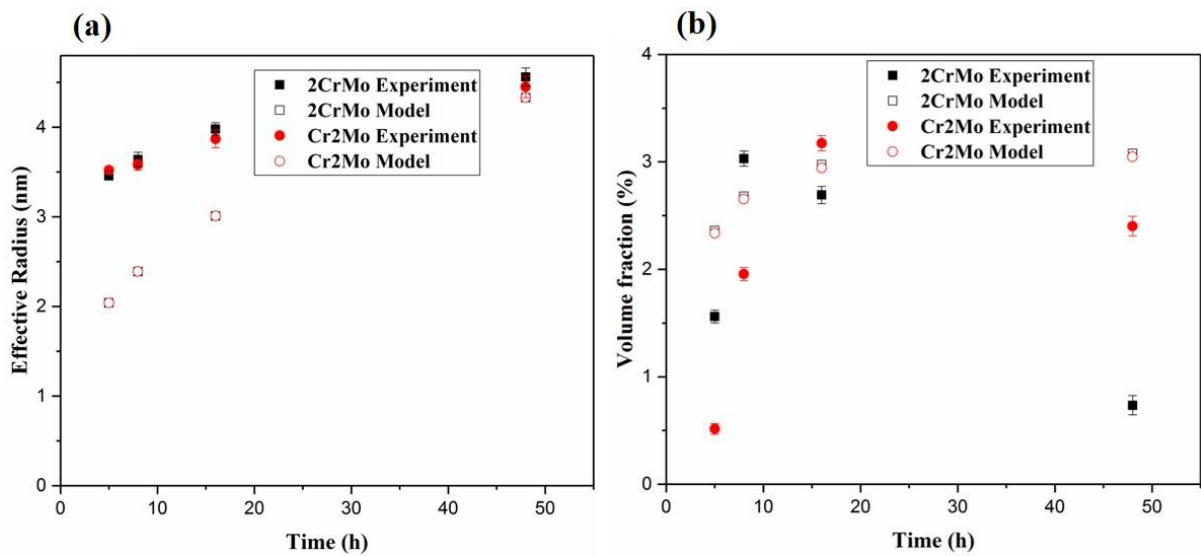 (a)
2CrMo Experiment
2CrMo Model
Cr2Mo Experiment
Cr2Mo Model
Effective Radius (nm)
4
3
2
1
0
0 10 20 30 40 50
Time (h)
(b)
2CrMo Experiment
2CrMo Model
Cr2Mo Experiment
Cr2Mo Model
Volume fraction (%)
4
3
2
1
0
0 10 20 30 40 50
Time (h)